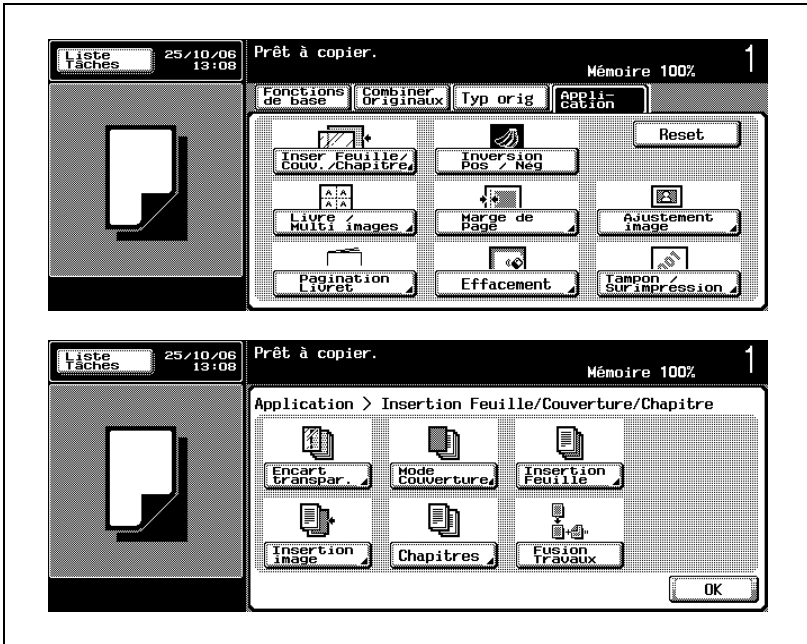 Liste
Tâches
25/10/06
13:08
Prêt à copier.
Mémoire 100%
1
Fonctions
de base
Combiner
Originaux
Typ orig
Appli-
cation
Inser Feuille/
Couv./Chapitre
Inversion
Pos / Nég
Reset
Livre /
Multi images
Marge de
Page
Ajustement
image
Pagination
Livret
Effacement
Tampon /
Surimpression
Liste
Tâches
25/10/06
13:08
Prêt à copier.
Mémoire 100%
1
Application > Insertion Feuille/Couverture/Chapitre
Encart
transpar.
Mode
Couverture
Insertion
Feuille
Insertion
image
Chapitres
Fusion
Travaux
OK